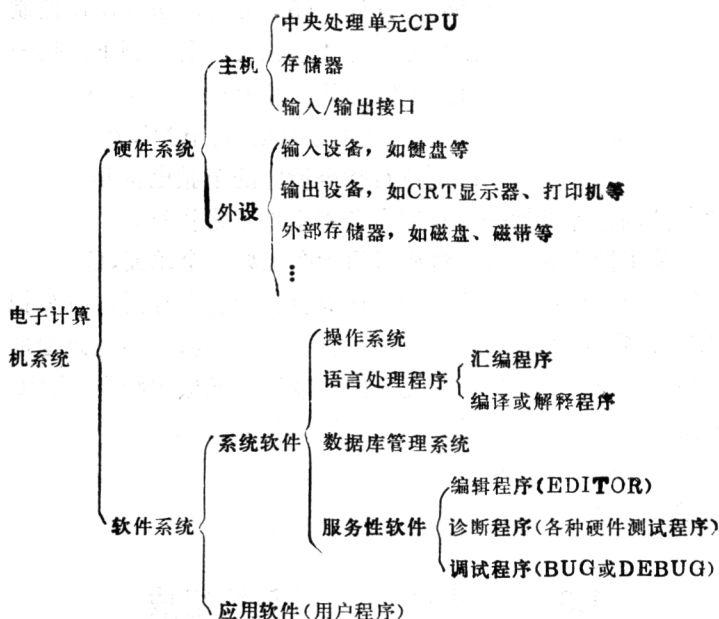 中央处理单元CPU
主机
存储器
输入/输出接口
硬件系统
输入设备，如键盘等
输出设备，如CRT显示器、打印机等
外设
外部存储器，如磁盘、磁带等
⋮
电子计算
机系统
操作系统
汇编程序
语言处理程序
编译或解释程序
系统软件
数据库管理系统
编辑程序(EDITOR)
软件系统
服务性软件
诊断程序(各种硬件测试程序)
调试程序(BUG或DEBUG)
应用软件(用户程序)